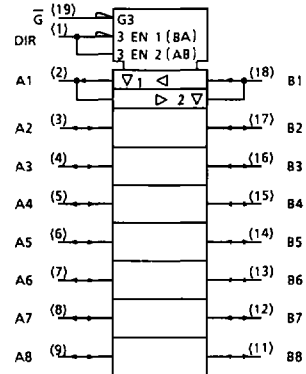 G̅ (19) G3
DIR (1) 3 EN 1 (BA)
3 EN 2 (AB)
A1 (2) ▽ 1 ◁ (18) B1
▷ 2 ▽
A2 (3) (17) B2
A3 (4) (16) B3
A4 (5) (15) B4
A5 (6) (14) B5
A6 (7) (13) B6
A7 (8) (12) B7
A8 (9) (11) B8